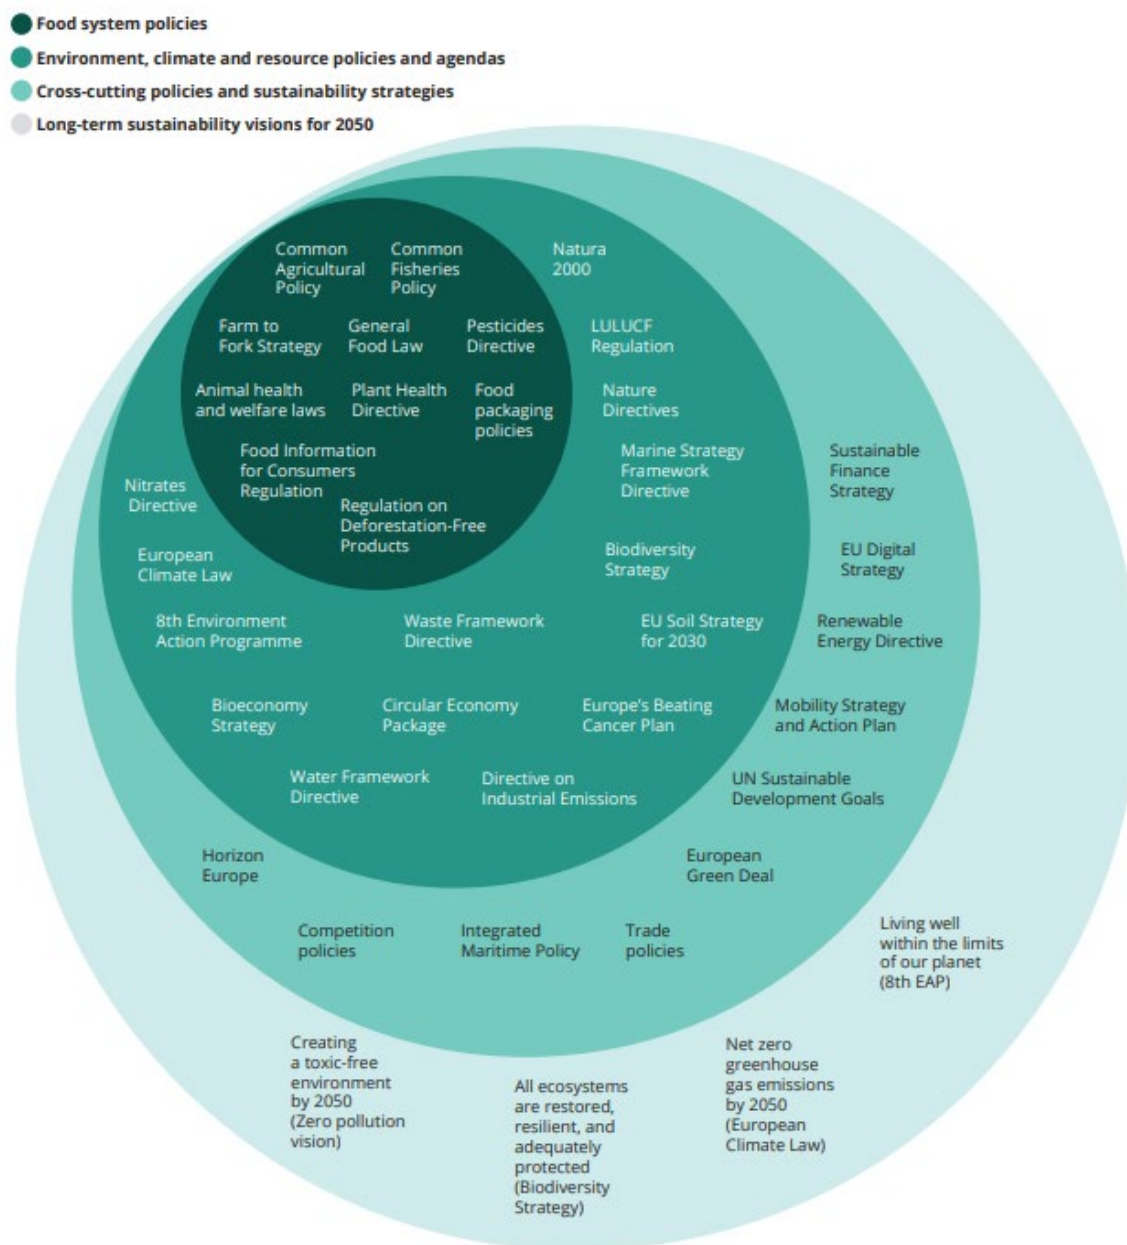 Food system policies
Environment, climate and resource policies and agendas
Cross-cutting policies and sustainability strategies
Long-term sustainability visions for 2050
Common
Agricultural
Policy
Common
Fisheries
Policy
Natura
2000
Farm to
Fork Strategy
General
Food Law
Pesticides
Directive
LULUCF
Regulation
Animal health
and welfare laws
Plant Health
Directive
Food
packaging
policies
Nature
Directives
Food Information
for Consumers
Regulation
Marine Strategy
Framework
Directive
Sustainable
Finance
Strategy
Nitrates
Directive
Regulation on
Deforestation-Free
Products
European
Climate Law
Biodiversity
Strategy
EU Digital
Strategy
8th Environment
Action Programme
Waste Framework
Directive
EU Soil Strategy
for 2030
Renewable
Energy Directive
Bioeconomy
Strategy
Circular Economy
Package
Europe's Beating
Cancer Plan
Mobility Strategy
and Action Plan
Water Framework
Directive
Directive on
Industrial Emissions
UN Sustainable
Development Goals
Horizon
Europe
European
Green Deal
Competition
policies
Integrated
Maritime Policy
Trade
policies
Living well
within the limits
of our planet
(8th EAP)
Creating
a toxic-free
environment
by 2050
(Zero pollution
vision)
All ecosystems
are restored,
resilient, and
adequately
protected
(Biodiversity
Strategy)
Net zero
greenhouse
gas emissions
by 2050
(European
Climate Law)